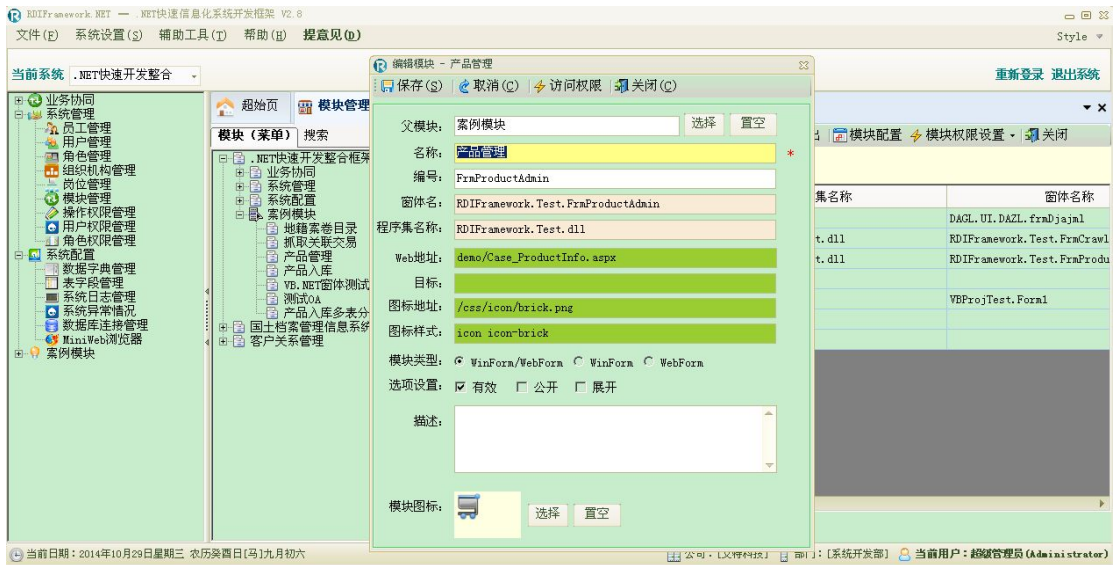 RDIFramework.NET — .NET快速信息化系统开发框架 V2.8
文件(F) 系统设置(S) 辅助工具(T) 帮助(H) 提意见(D)
Style
当前系统 .NET快速开发整合
重新登录 退出系统
业务协同
系统管理
员工管理
用户管理
角色管理
组织机构管理
岗位管理
模块管理
操作权限管理
用户权限管理
角色权限管理
系统配置
数据字典管理
表字段管理
系统日志管理
系统异常情况
数据库连接管理
MiniWeb浏览器
案例模块
起始页 模块管理
模块（菜单） 搜索
.NET快速开发整合框架
业务协同
系统管理
系统配置
案例模块
地籍案卷目录
抓取关联交易
产品管理
产品入库
VB.NET窗体测试
测试OA
产品入库多表分
国土档案管理信息系统
客户关系管理
编辑模块 - 产品管理
保存(S) 取消(C) 访问权限 关闭(C)
父模块: 案例模块 选择 置空
名称: 产品管理 *
编号: FrmProductAdmin
窗体名: RDIFramework.Test.FrmProductAdmin
程序集名称: RDIFramework.Test.dll
Web地址: demo/Case_ProductInfo.aspx
目标:
图标地址: /css/icon/brick.png
图标样式: icon icon-brick
模块类型: WinForm/WebForm WinForm WebForm
选项设置: 有效 公开 展开
描述:
模块图标: 选择 置空
模块配置 模块权限设置 关闭
集名称 窗体名称
DAGL.UI.DAZL.frmDjajml
t.dll RDIFramework.Test.FrmCrawl
t.dll RDIFramework.Test.FrmProdu
VBProjTest.Form1
当前日期：2014年10月29日星期三 农历癸酉日[马]九月初六
[系统开发部] 当前用户：超级管理员(Administrator)